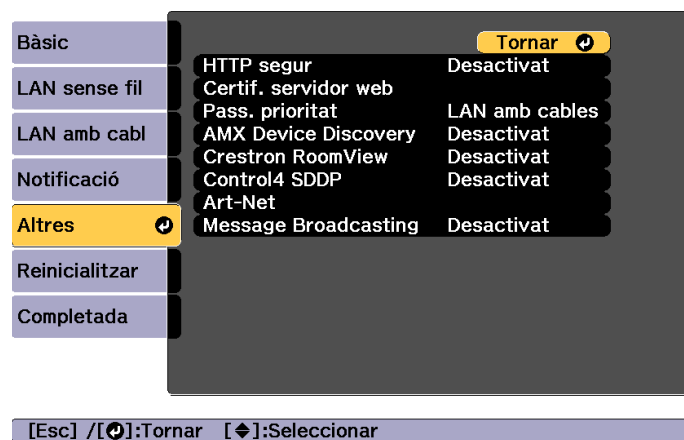 Bàsic
LAN sense fil
LAN amb cabl
Notificació
Altres
Reinicialitzar
Completada
Tornar
HTTP segur Desactivat
Certif. servidor web
Pass. prioritat LAN amb cables
AMX Device Discovery Desactivat
Crestron RoomView Desactivat
Control4 SDDP Desactivat
Art-Net
Message Broadcasting Desactivat
[Esc] /[⏎]:Tornar [◆]:Seleccionar